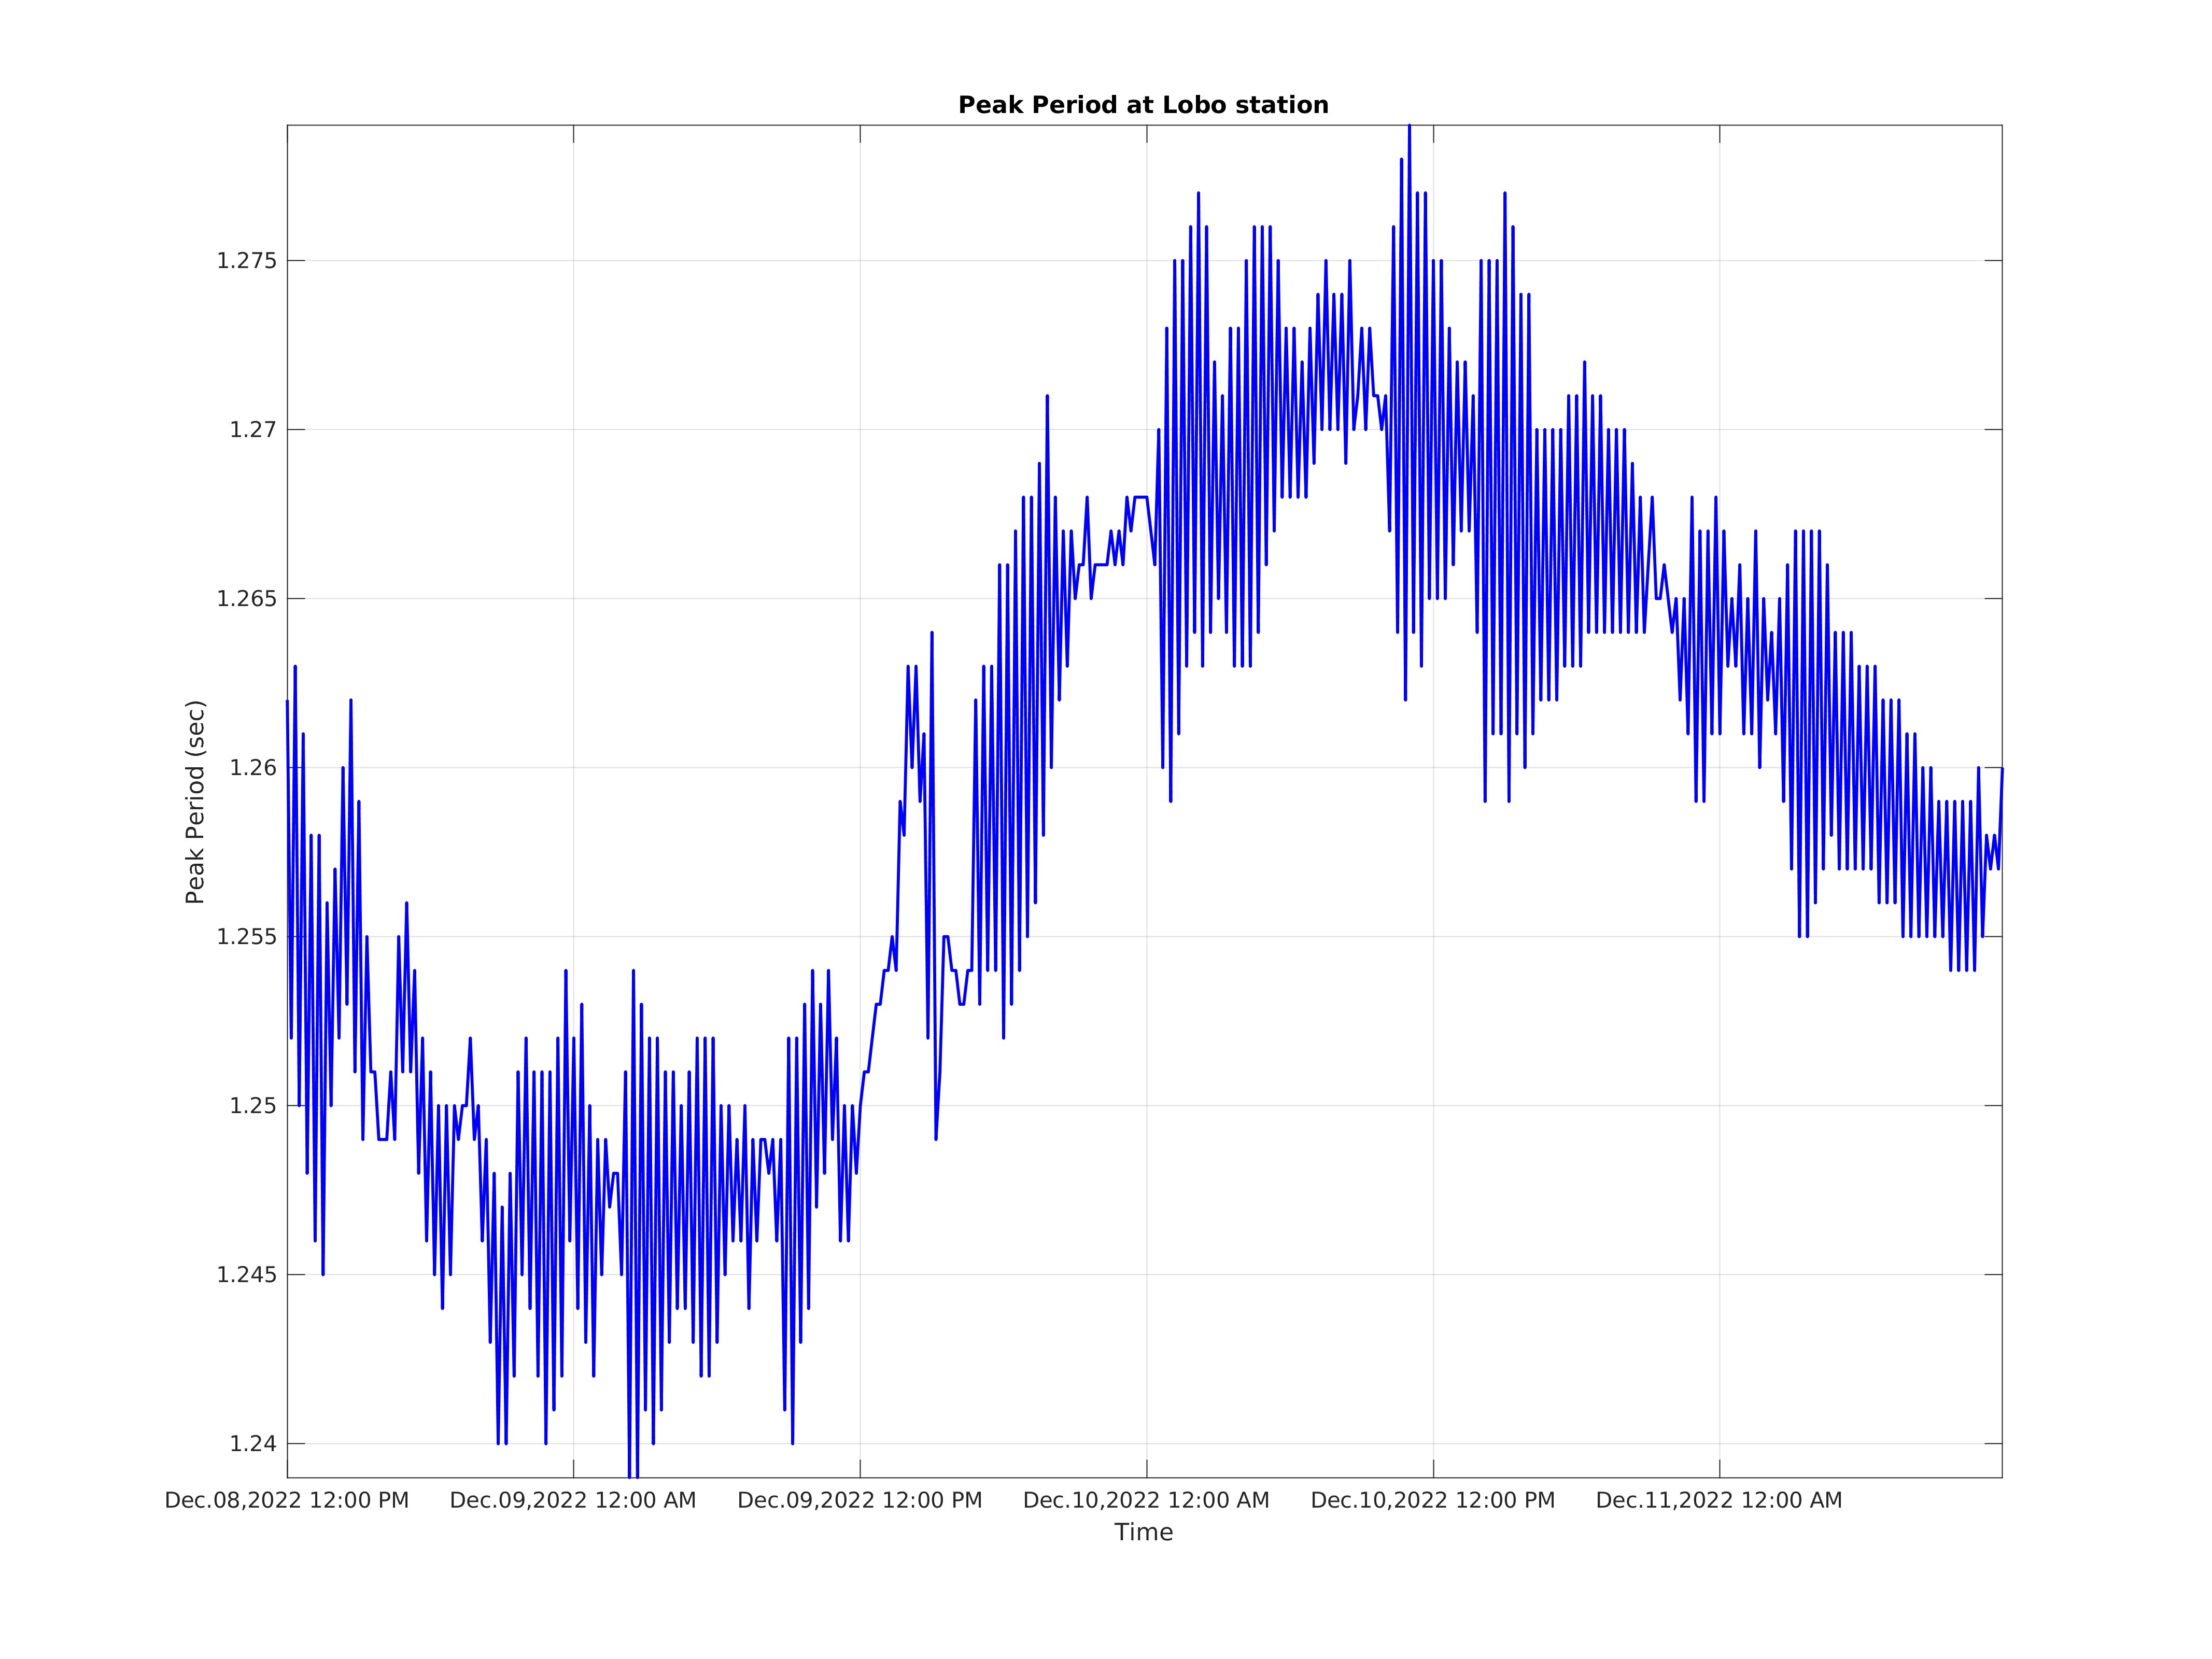 Peak Period at Lobo station
1.275
1.27
1.265
1.26
1.255
1.25
1.245
1.24
Peak Period (sec)
Dec.08,2022 12:00 PM
Dec.09,2022 12:00 AM
Dec.09,2022 12:00 PM
Dec.10,2022 12:00 AM
Dec.10,2022 12:00 PM
Dec.11,2022 12:00 AM
Time